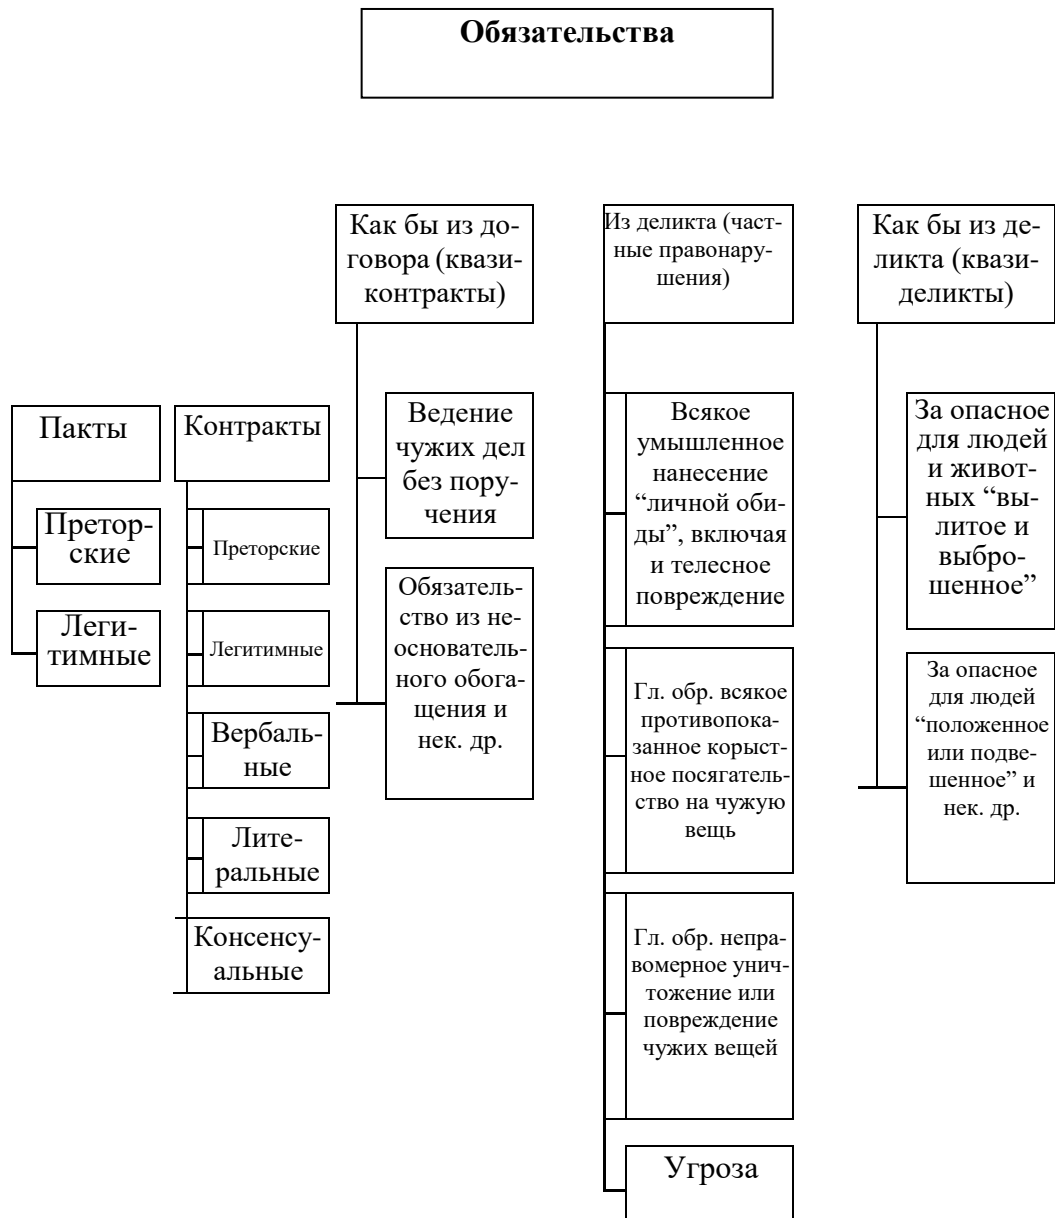 Обязательства
Как бы из до-
говора (квази-
контракты)
Из деликта (част-
ные правонару-
шения)
Как бы из де-
ликта (квази-
деликты)
Пакты
Претор-
ские
Леги-
тимные
Контракты
Преторские
Легитимные
Вербаль-
ные
Лите-
ральные
Консенсу-
альные
Ведение
чужих дел
без пору-
чения
Обязатель-
ство из не-
основатель-
ного обога-
щения и
нек. др.
Всякое
умышленное
нанесение
“личной оби-
ды”, включая
и телесное
повреждение
Гл. обр. всякое
противопока-
занное корыст-
ное посягатель-
ство на чужую
вещь
Гл. обр. непра-
вомерное унич-
тожение или
повреждение
чужих вещей
Угроза
За опасное
для людей
и живот-
ных “вы-
литое и
выбро-
шенное”
За опасное
для людей
“положенное
или подве-
шенное” и
нек. др.